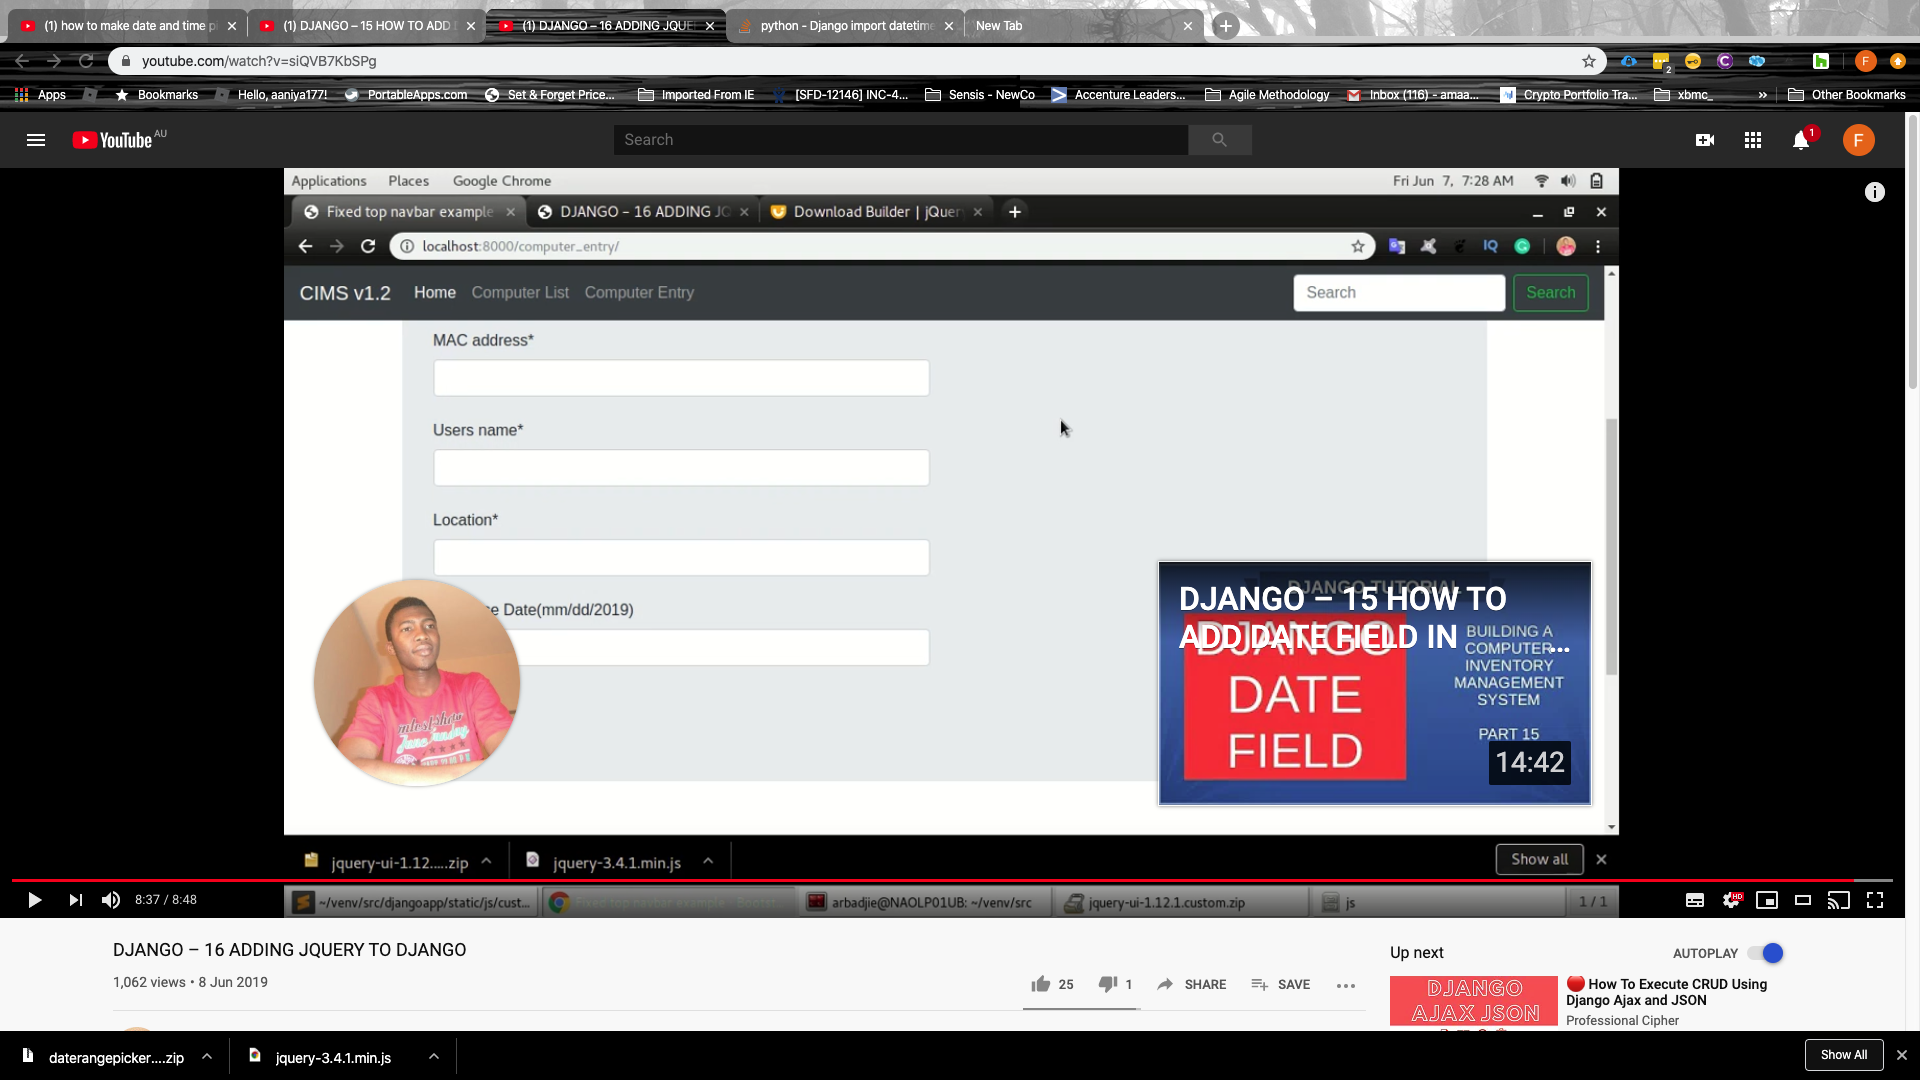 (1) how to make date and time p
(1) DJANGO – 15 HOW TO ADD
(1) DJANGO – 16 ADDING JQUE
python - Django import datetime
New Tab
youtube.com/watch?v=siQVB7KbSPg
Apps
Bookmarks
Hello, aaniya177!
PortableApps.com
Set & Forget Price...
Imported From IE
[SFD-12146] INC-4...
Sensis - NewCo
Accenture Leaders...
Agile Methodology
Inbox (116) - amaa...
Crypto Portfolio Tra...
xbmc_
»
Other Bookmarks
YouTube AU
Search
1
F
Applications Places Google Chrome
Fri Jun 7, 7:28 AM
Fixed top navbar example
DJANGO – 16 ADDING JQ
Download Builder | jQuer
localhost:8000/computer_entry/
CIMS v1.2 Home Computer List Computer Entry
Search
Search
MAC address*
Users name*
Location*
e Date(mm/dd/2019)
DJANGO – 15 HOW TO
ADD DATE FIELD IN ...
DJANGO TUTORIAL
DJANGO
DATE
FIELD
BUILDING A
COMPUTER
INVENTORY
MANAGEMENT
SYSTEM
PART 15
14:42
jquery-ui-1.12.....zip
jquery-3.4.1.min.js
Show all
8:37 / 8:48
~/venv/src/djangoapp/static/js/cust...
Fixed top navbar example
arbadjie@NAOLP01UB: ~/venv/src
jquery-ui-1.12.1.custom.zip
js
1 / 1
HD
DJANGO – 16 ADDING JQUERY TO DJANGO
1,062 views • 8 Jun 2019
25
1
SHARE
SAVE
Up next
AUTOPLAY
DJANGO
AJAX JSON
How To Execute CRUD Using
Django Ajax and JSON
Professional Cipher
daterangepicker....zip
jquery-3.4.1.min.js
Show All